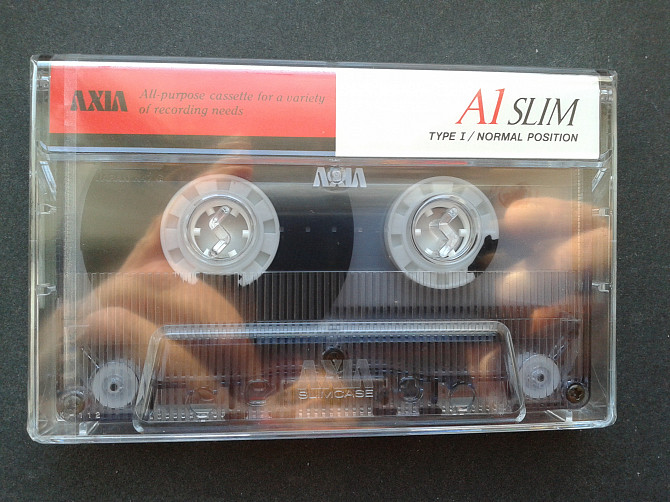 AXIA
All-purpose cassette for a variety
of recording needs
A1 SLIM
TYPE I / NORMAL POSITION
AXIA
AXIA
SLIMCASE